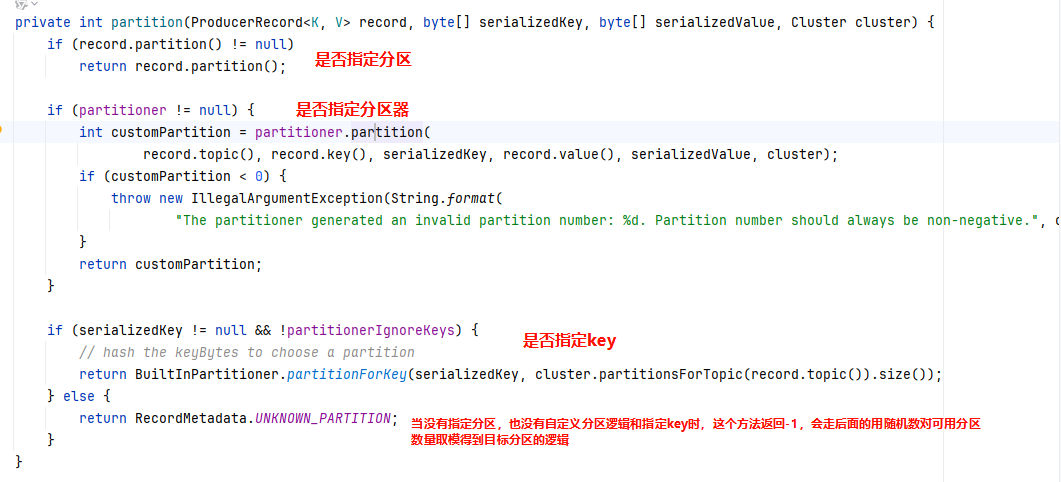 private int partition(ProducerRecord<K, V> record, byte[] serializedKey, byte[] serializedValue, Cluster cluster) {
if (record.partition() != null)
return record.partition();
是否指定分区
if (partitioner != null) {
是否指定分区器
int customPartition = partitioner.partition(
record.topic(), record.key(), serializedKey, record.value(), serializedValue, cluster);
if (customPartition < 0) {
throw new IllegalArgumentException(String.format(
"The partitioner generated an invalid partition number: %d. Partition number should always be non-negative.", c
}
return customPartition;
}
if (serializedKey != null && !partitionerIgnoreKeys) {
是否指定key
// hash the keyBytes to choose a partition
return BuiltInPartitioner.partitionForKey(serializedKey, cluster.partitionsForTopic(record.topic()).size());
} else {
return RecordMetadata.UNKNOWN_PARTITION;
当没有指定分区，也没有自定义分区逻辑和指定key时，这个方法返回-1，会走后面的用随机数对可用分区
数量取模得到目标分区的逻辑
}
}